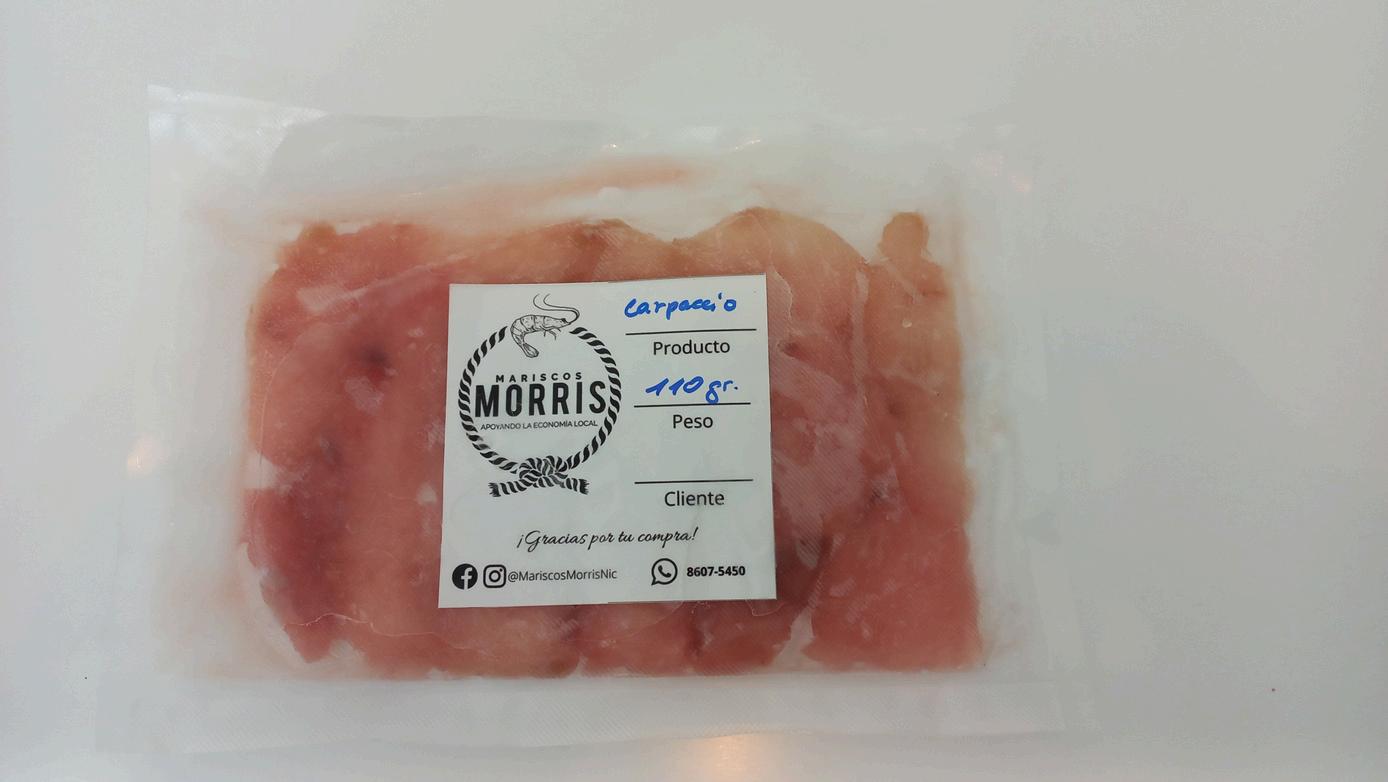 MARISCOS
MORRIS
APOYANDO LA ECONOMÍA LOCAL
Carpaccio
Producto
110 gr.
Peso
Cliente
¡Gracias por tu compra!
@MariscosMorrisNic
8607-5450